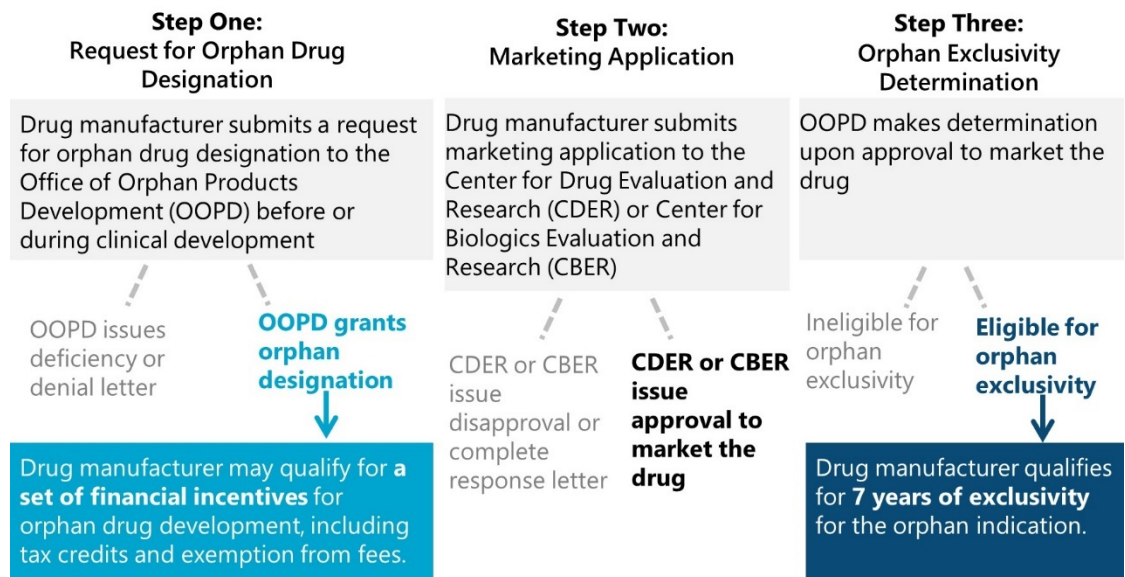 Step One:
Request for Orphan Drug
Designation
Drug manufacturer submits a request
for orphan drug designation to the
Office of Orphan Products
Development (OOPD) before or
during clinical development
OOPD issues
deficiency or
denial letter
OOPD grants
orphan
designation
Drug manufacturer may qualify for a
set of financial incentives for
orphan drug development, including
tax credits and exemption from fees.
Step Two:
Marketing Application
Drug manufacturer submits
marketing application to the
Center for Drug Evaluation and
Research (CDER) or Center for
Biologics Evaluation and
Research (CBER)
CDER or CBER
issue
disapproval or
complete
response letter
CDER or CBER
issue
approval to
market the
drug
Step Three:
Orphan Exclusivity
Determination
OOPD makes determination
upon approval to market the
drug
Ineligible for
orphan
exclusivity
Eligible for
orphan
exclusivity
Drug manufacturer qualifies
for 7 years of exclusivity
for the orphan indication.